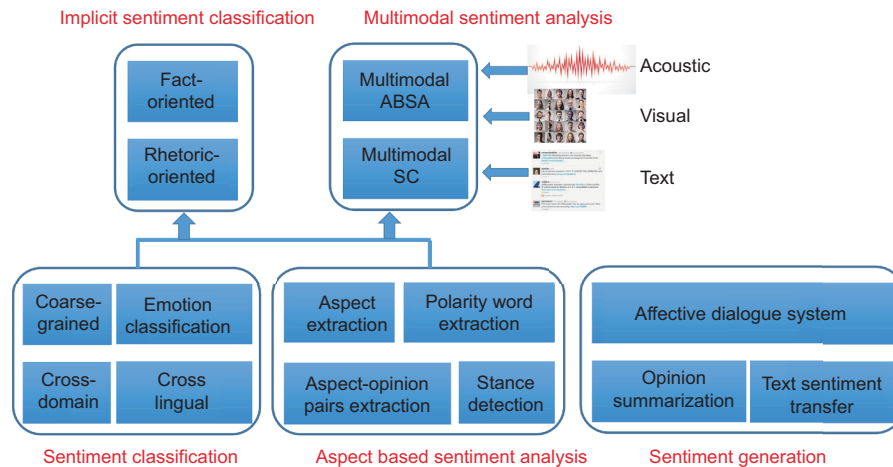 Implicit sentiment classification
Multimodal sentiment analysis
Fact-
oriented
Rhetoric-
oriented
Multimodal
ABSA
Multimodal
SC
Acoustic
Visual
Text
Coarse-
grained
Emotion
classification
Cross-
domain
Cross
lingual
Aspect
extraction
Polarity word
extraction
Aspect-opinion
pairs extraction
Stance
detection
Affective dialogue system
Opinion
summarization
Text sentiment
transfer
Sentiment classification
Aspect based sentiment analysis
Sentiment generation